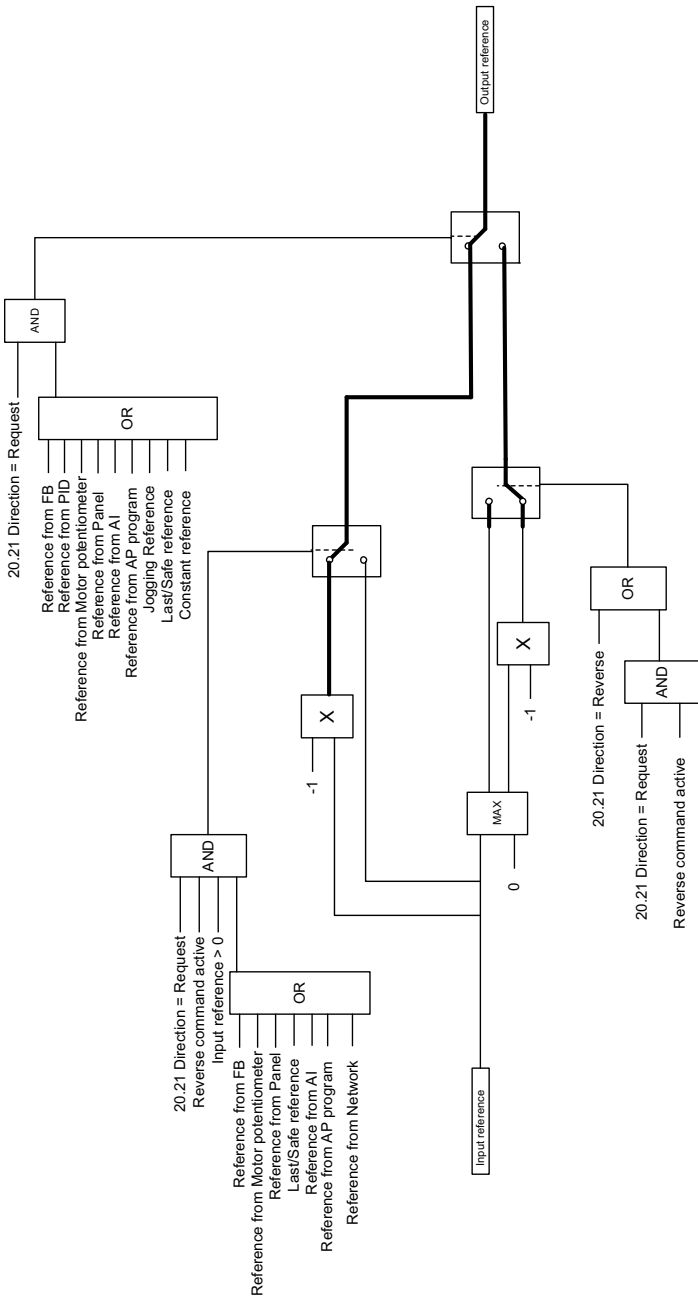 20.21 Direction = Request
AND
Reference from FB
Reference from PID
Reference from Motor potentiometer
Reference from Panel
Reference from AI
Reference from AP program
Jogging Reference
Last/Safe reference
Constant reference
OR
20.21 Direction = Request
Reverse command active
Input reference > 0
AND
Reference from FB
Reference from Motor potentiometer
Reference from Panel
Last/Safe reference
Reference from AI
Reference from AP program
Reference from Network
OR
-1
X
Input reference
0
MAX
-1
X
20.21 Direction = Reverse
OR
20.21 Direction = Request
Reverse command active
AND
Output reference